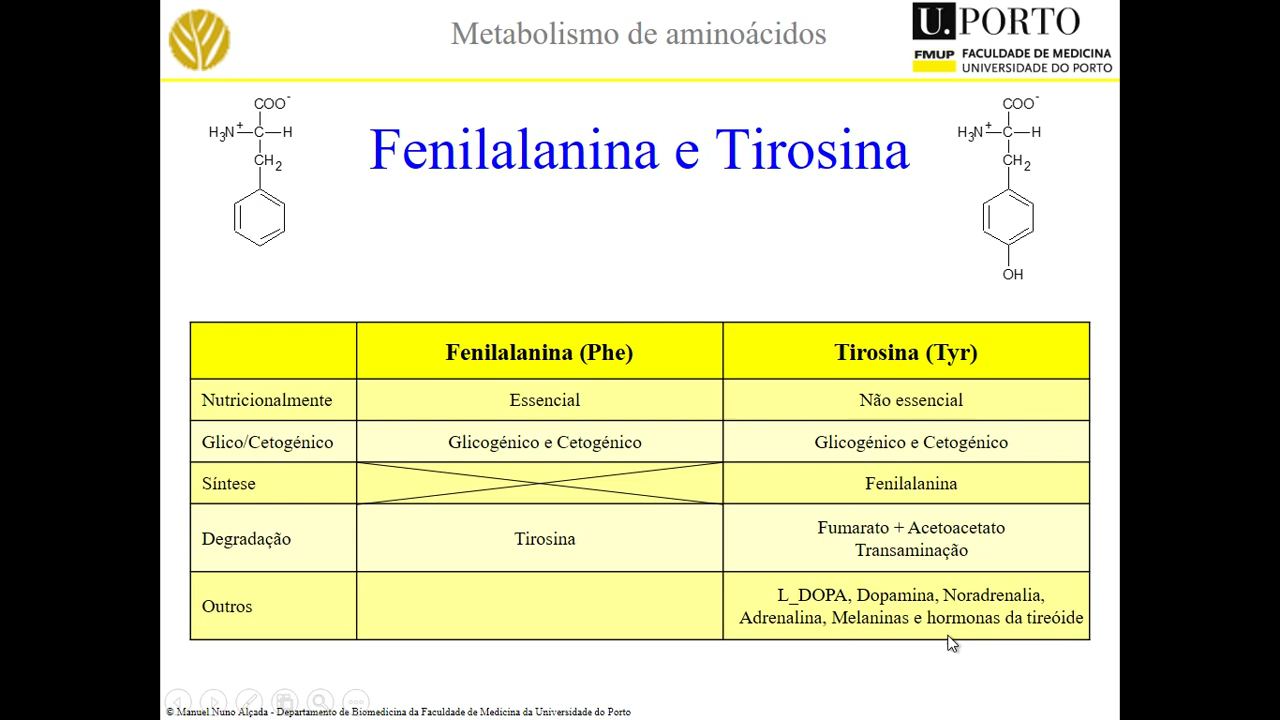 Metabolismo de aminoácidos
U.PORTO
FMUP FACULDADE DE MEDICINA
UNIVERSIDADE DO PORTO
COO-
H3N+ C H
CH2
Fenilalanina e Tirosina
COO-
H3N+ C H
CH2
OH
Fenilalanina (Phe) Tirosina (Tyr)
Nutricionalmente Essencial Não essencial
Glico/Cetogénico Glicogénico e Cetogénico Glicogénico e Cetogénico
Síntese Fenilalanina
Degradação Tirosina Fumarato + Acetoacetato
Transaminação
Outros L_DOPA, Dopamina, Noradrenalia,
Adrenalina, Melaninas e hormonas da tireóide
© Manuel Nuno Alçada - Departamento de Biomedicina da Faculdade de Medicina da Universidade do Porto